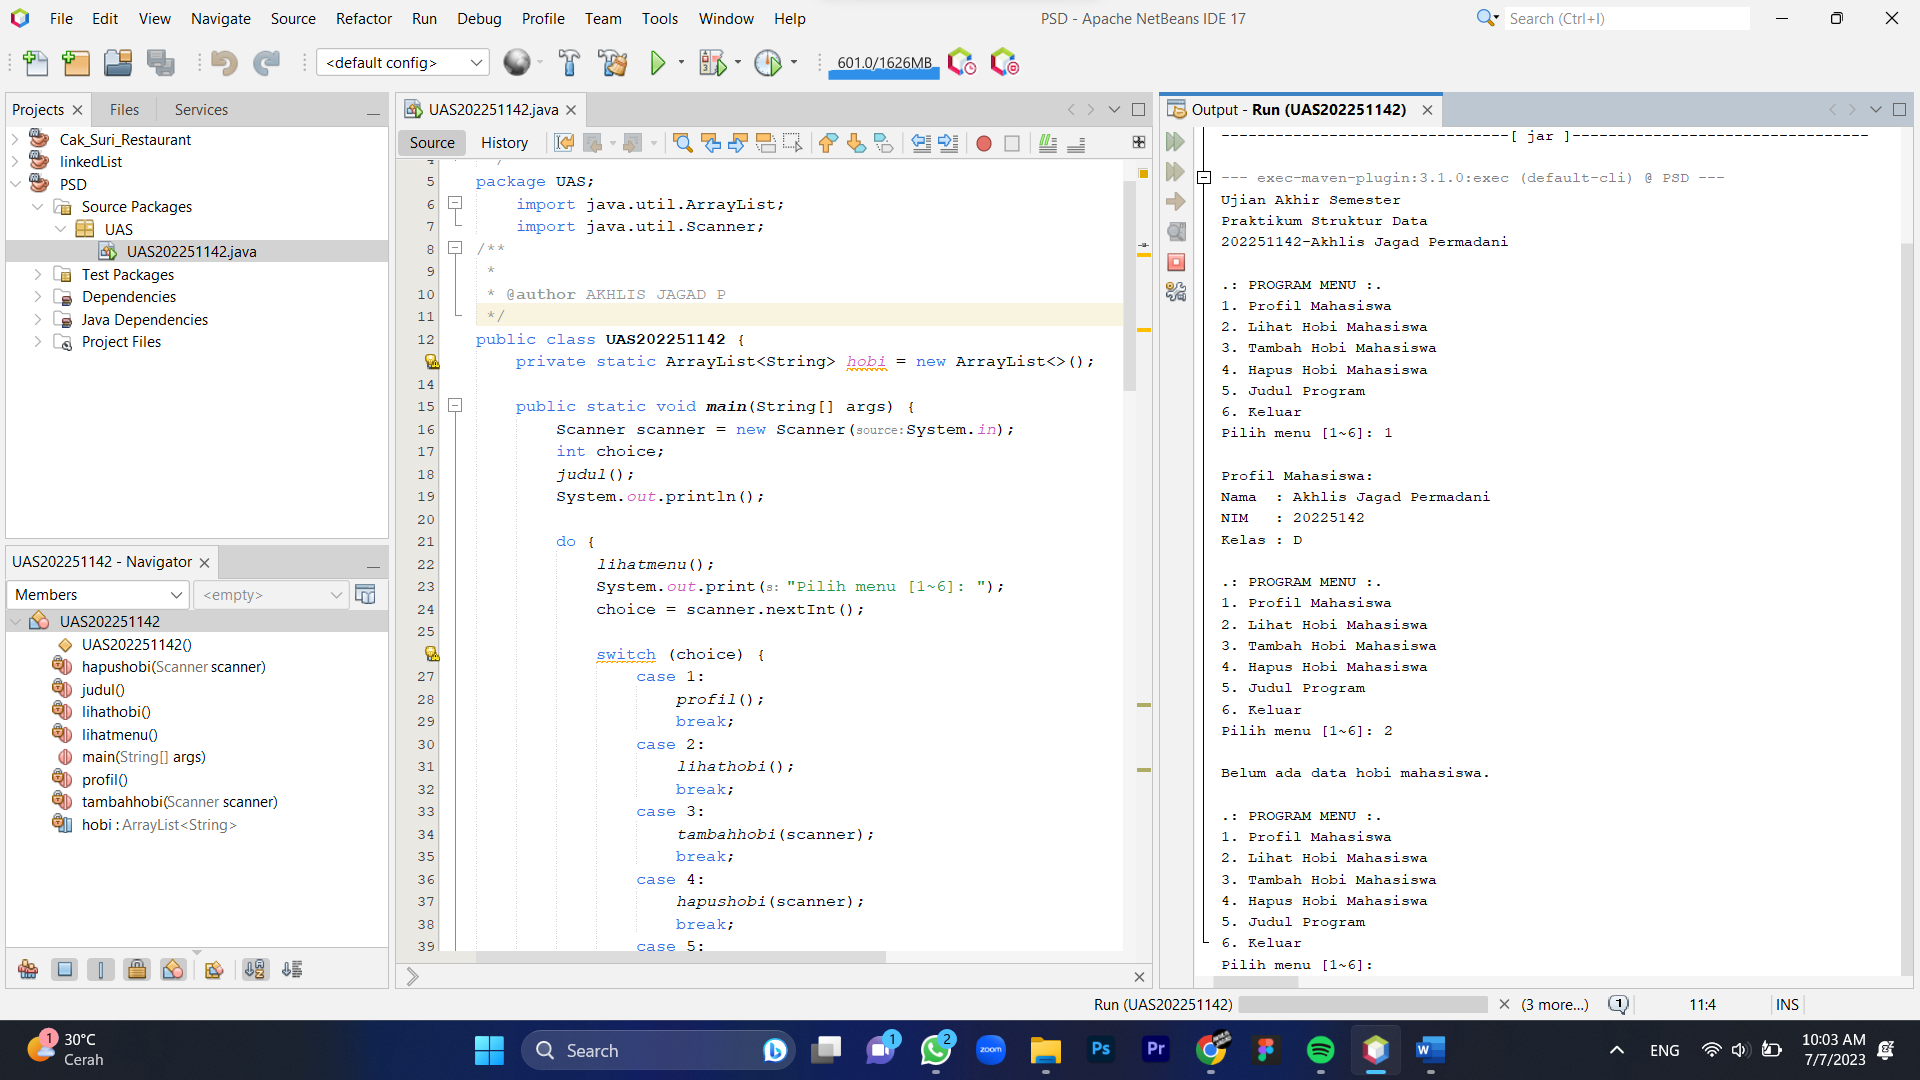 File Edit View Navigate Source Refactor Run Debug Profile Team Tools Window Help
PSD - Apache NetBeans IDE 17
Search (Ctrl+I)
<default config>
601.0/1626MB
Projects Files Services
Cak_Suri_Restaurant
linkedList
PSD
Source Packages
UAS
UAS202251142.java
Test Packages
Dependencies
Java Dependencies
Project Files
UAS202251142 - Navigator
Members
<empty>
UAS202251142
UAS202251142()
hapushobi(Scanner scanner)
judul()
lihathobi()
lihatmenu()
main(String[] args)
profil()
tambahhobi(Scanner scanner)
hobi : ArrayList<String>
UAS202251142.java
Source History
5 package UAS;
6 import java.util.ArrayList;
7 import java.util.Scanner;
8 /**
9 *
10 * @author AKHLIS JAGAD P
11 */
12 public class UAS202251142 {
private static ArrayList<String> hobi = new ArrayList<>();
14
15 public static void main(String[] args) {
16 Scanner scanner = new Scanner(source:System.in);
17 int choice;
18 judul();
19 System.out.println();
20
21 do {
22 lihatmenu();
23 System.out.print(s: "Pilih menu [1~6]: ");
24 choice = scanner.nextInt();
25
switch (choice) {
27 case 1:
28 profil();
29 break;
30 case 2:
31 lihathobi();
32 break;
33 case 3:
34 tambahhobi(scanner);
35 break;
36 case 4:
37 hapushobi(scanner);
38 break;
39 case 5:
Output - Run (UAS202251142)
--------------------------------[ jar ]---------------------------------
--- exec-maven-plugin:3.1.0:exec (default-cli) @ PSD ---
Ujian Akhir Semester
Praktikum Struktur Data
202251142-Akhlis Jagad Permadani
.: PROGRAM MENU :.
1. Profil Mahasiswa
2. Lihat Hobi Mahasiswa
3. Tambah Hobi Mahasiswa
4. Hapus Hobi Mahasiswa
5. Judul Program
6. Keluar
Pilih menu [1~6]: 1
Profil Mahasiswa:
Nama : Akhlis Jagad Permadani
NIM : 20225142
Kelas : D
.: PROGRAM MENU :.
1. Profil Mahasiswa
2. Lihat Hobi Mahasiswa
3. Tambah Hobi Mahasiswa
4. Hapus Hobi Mahasiswa
5. Judul Program
6. Keluar
Pilih menu [1~6]: 2
Belum ada data hobi mahasiswa.
.: PROGRAM MENU :.
1. Profil Mahasiswa
2. Lihat Hobi Mahasiswa
3. Tambah Hobi Mahasiswa
4. Hapus Hobi Mahasiswa
5. Judul Program
6. Keluar
Pilih menu [1~6]:
Run (UAS202251142) (3 more...) 1 11:4 INS
1 30°C
Cerah
Search
1
2
zoom
Ps
Pr
ENG
10:03 AM
7/7/2023